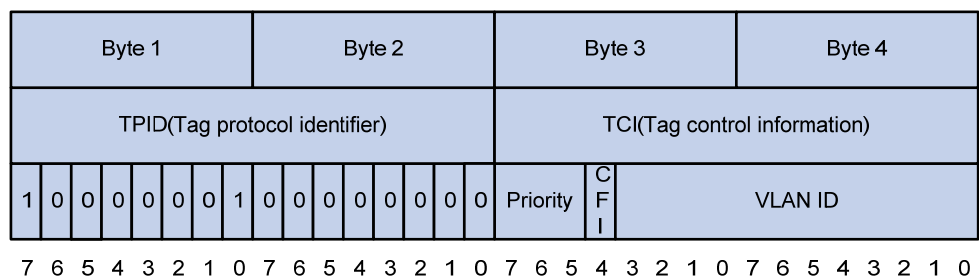 Byte 1 Byte 2 Byte 3 Byte 4
TPID(Tag protocol identifier) TCI(Tag control information)
1 0 0 0 0 0 0 1 0 0 0 0 0 0 0 0 Priority CFI VLAN ID
7 6 5 4 3 2 1 0 7 6 5 4 3 2 1 0 7 6 5 4 3 2 1 0 7 6 5 4 3 2 1 0